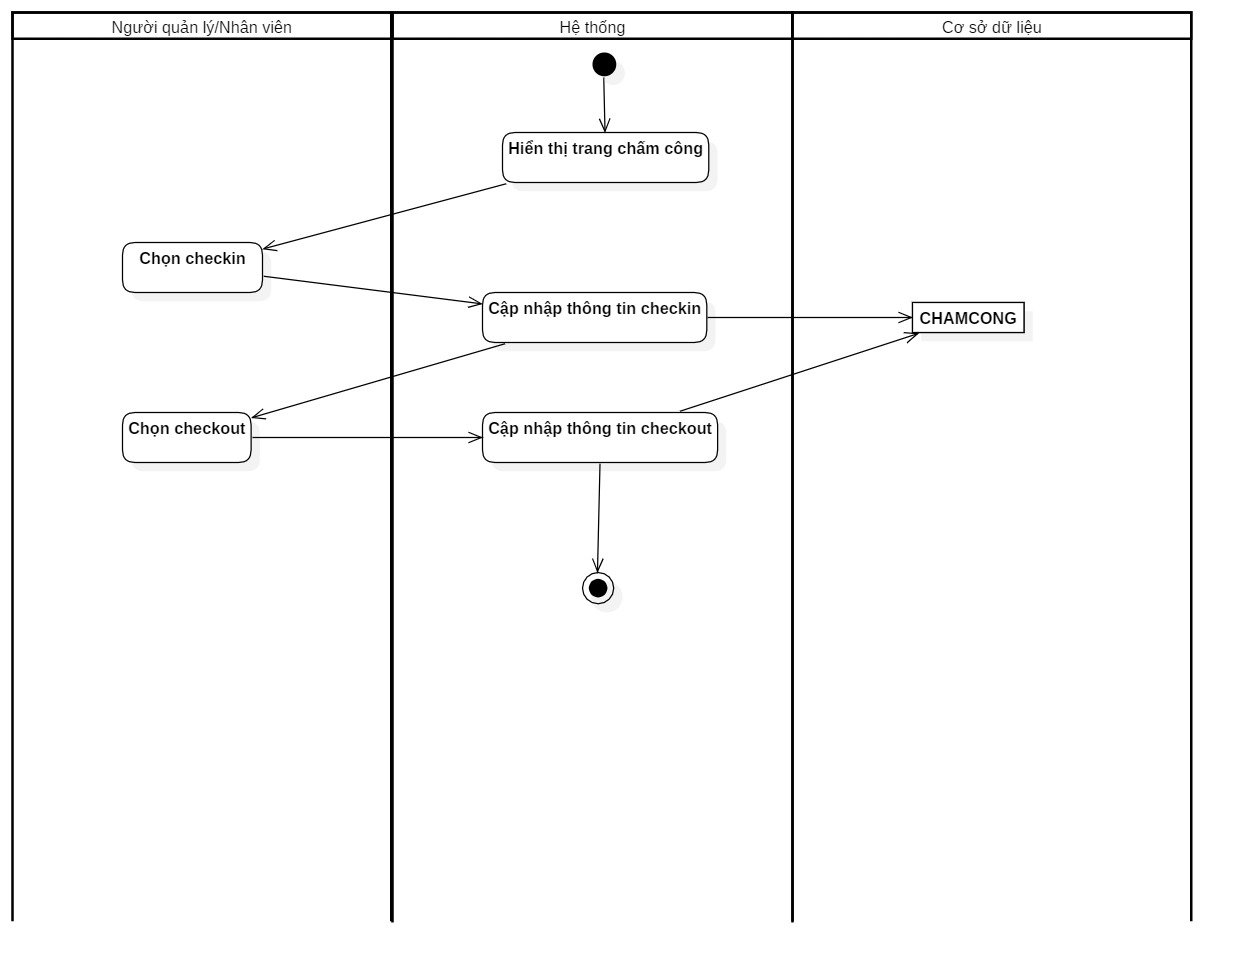 Người quản lý/Nhân viên
Hệ thống
Cơ sở dữ liệu
Hiển thị trang chấm công
Chọn checkin
Cập nhập thông tin checkin
CHAMCONG
Chọn checkout
Cập nhập thông tin checkout